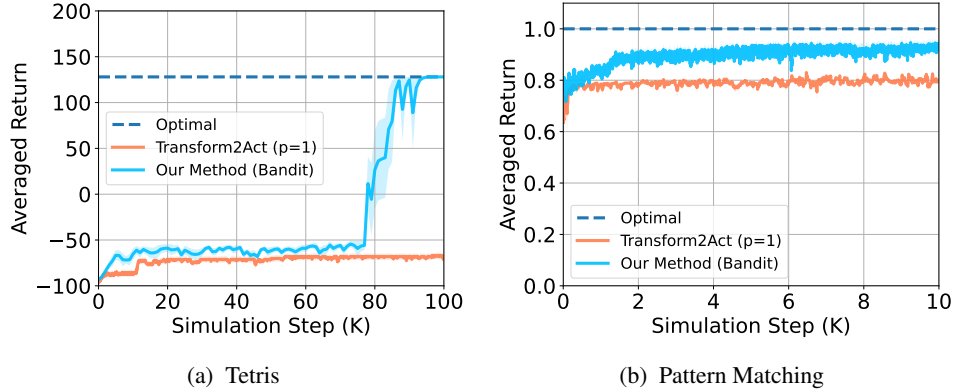 200
150
100
50
0
−50
−100
Averaged Return
Optimal
Transform2Act (p=1)
Our Method (Bandit)
0 20 40 60 80 100
Simulation Step (K)
(a) Tetris
1.0
0.8
0.6
0.4
0.2
0.0
Averaged Return
Optimal
Transform2Act (p=1)
Our Method (Bandit)
0 2 4 6 8 10
Simulation Step (K)
(b) Pattern Matching